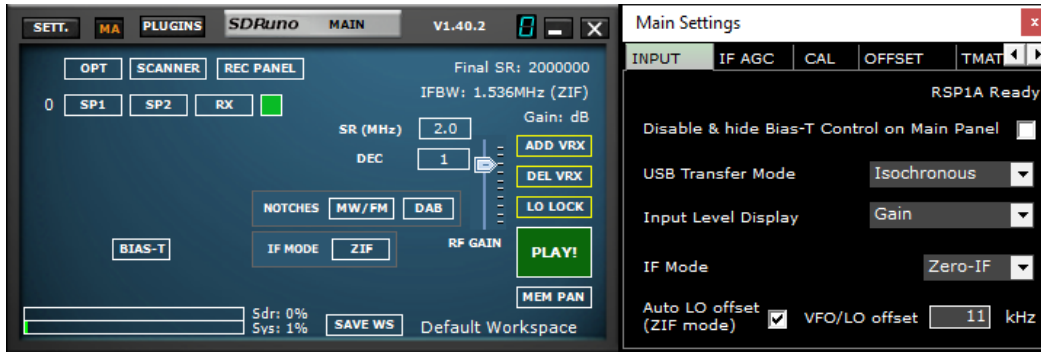 SETT. MA PLUGINS SDRuno MAIN V1.40.2 0
OPT SCANNER REC PANEL Final SR: 2000000
IFBW: 1.536MHz (ZIF)
0 SP1 SP2 RX Gain: dB
SR (MHz) 2.0 ADD VRX
DEC 1 DEL VRX
NOTCHES MW/FM DAB LO LOCK
BIAS-T IF MODE ZIF RF GAIN PLAY!
MEM PAN
Sdr: 0%
Sys: 1% SAVE WS Default Workspace
Main Settings x
INPUT IF AGC CAL OFFSET TMAT
RSP1A Ready
Disable & hide Bias-T Control on Main Panel
USB Transfer Mode Isochronous
Input Level Display Gain
IF Mode Zero-IF
Auto LO offset
(ZIF mode) VFO/LO offset 11 kHz